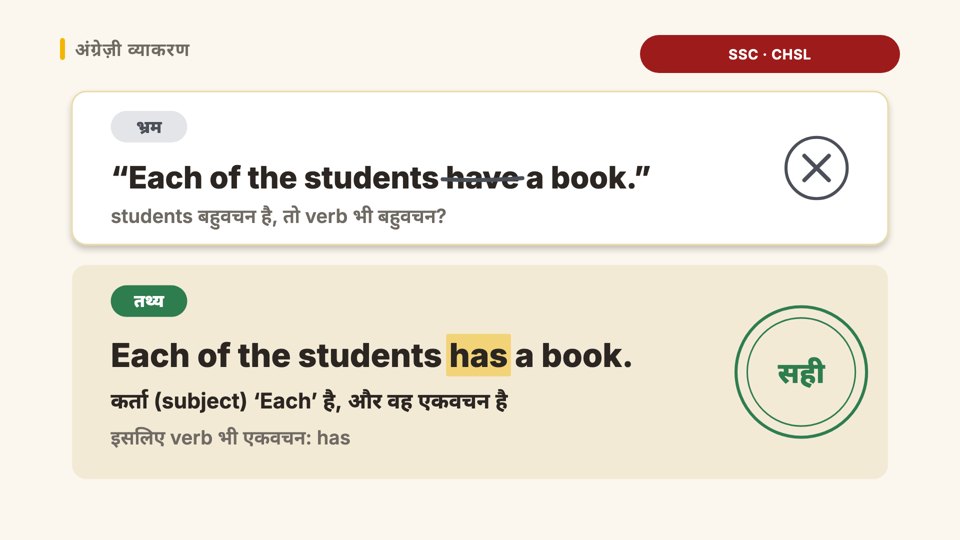 अंग्रेज़ी व्याकरण
SSC · CHSL
भ्रम
“Each of the students have a book.”
students बहुवचन है, तो verb भी बहुवचन?
तथ्य
Each of the students has a book.
कर्ता (subject) ‘Each’ है, और वह एकवचन है
इसलिए verb भी एकवचन: has
सही